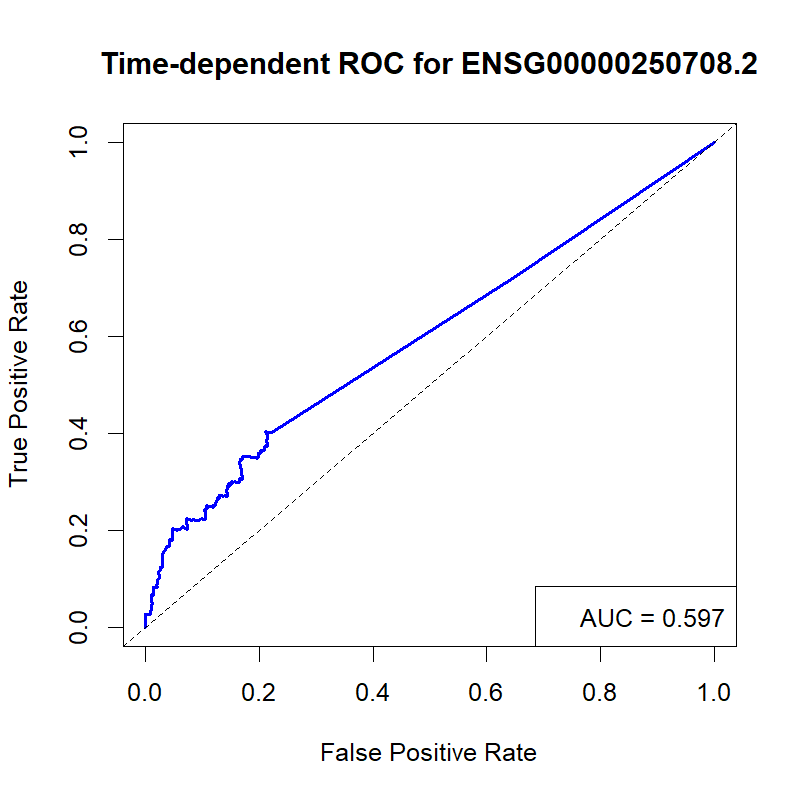 Time-dependent ROC for ENSG00000250708.2
True Positive Rate
1.0
0.8
0.6
0.4
0.2
0.0
AUC = 0.597
0.0 0.2 0.4 0.6 0.8 1.0
False Positive Rate